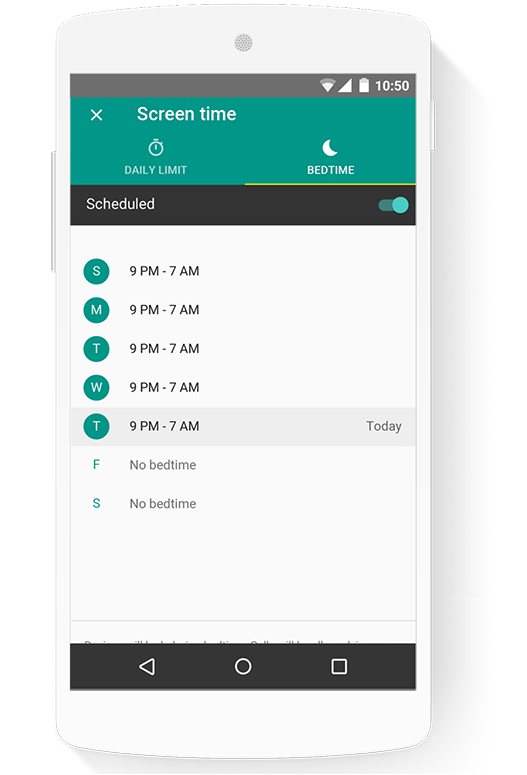 10:50
Screen time
DAILY LIMIT
BEDTIME
Scheduled
S 9 PM - 7 AM
M 9 PM - 7 AM
T 9 PM - 7 AM
W 9 PM - 7 AM
T 9 PM - 7 AM Today
F No bedtime
S No bedtime